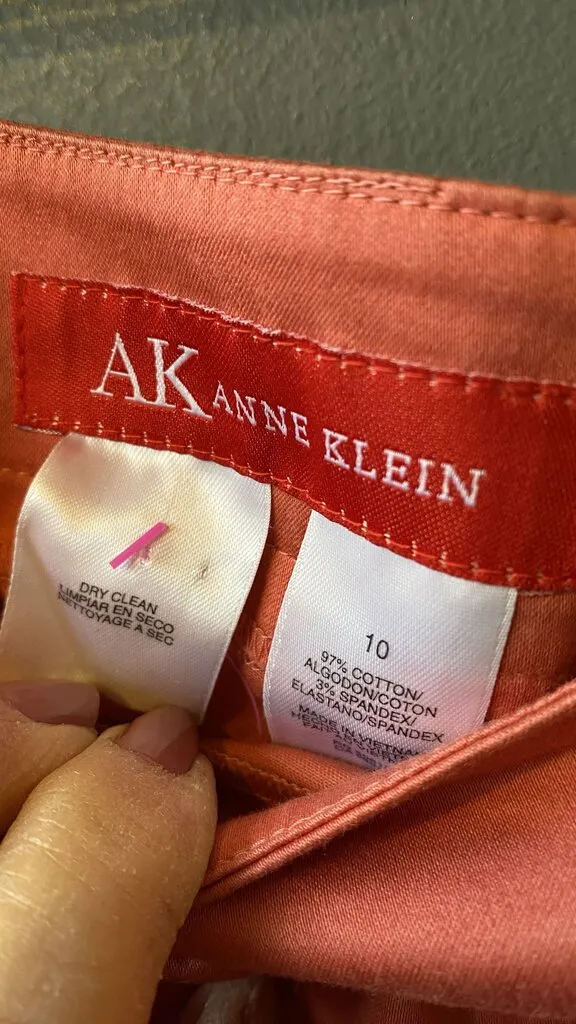 AK ANNE KLEIN
DRY CLEAN
LIMPIAR EN SECO
NETTOYAGE A SEC
10
97% COTTON/
ALGODON/COTON
3% SPANDEX/
ELASTANO/SPANDEX
MADE IN VIETNAM